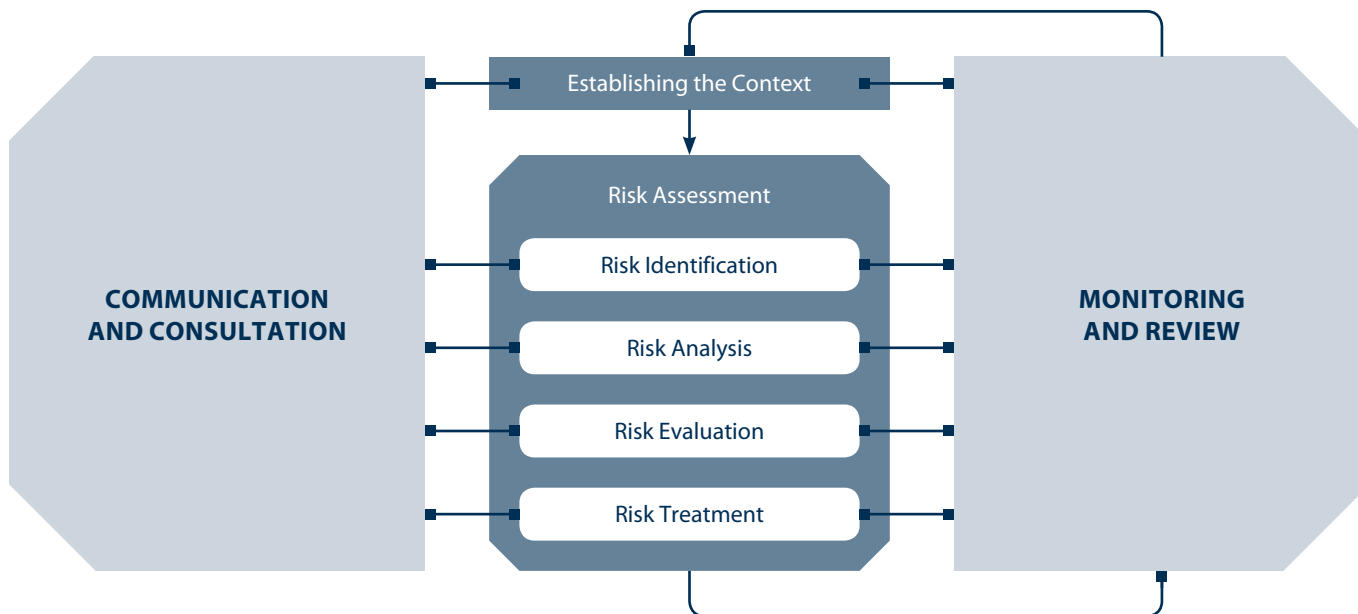 Establishing the Context
Risk Assessment
Risk Identification
Risk Analysis
Risk Evaluation
Risk Treatment
COMMUNICATION
AND CONSULTATION
MONITORING
AND REVIEW